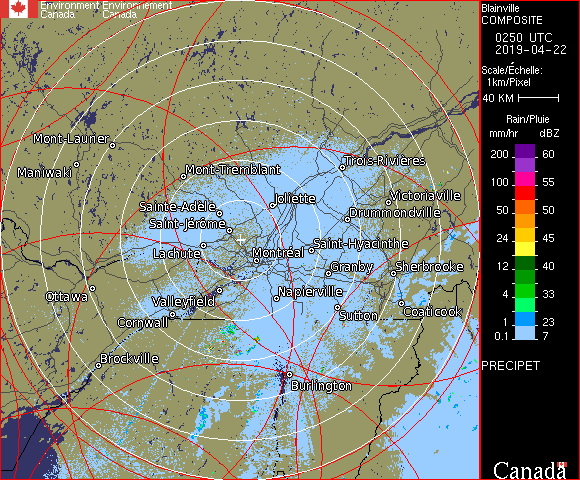 Environment Environnement
Canada Canada
Blainville
COMPOSITE
0250 UTC
2019-04-22
Scale/Échelle:
1km/Pixel
40 KM
Rain/Pluie
mm/hr dBZ
200 60
100 55
50 50
24 45
12 40
4 33
1 23
0.1 7
PRECIPET
Canada
Mont-Laurier
Maniwaki
Mont-Tremblant
Trois-Rivières
Joliette
Victoriaville
Sainte-Adèle
Drummondville
Saint-Jérôme
Lachute
Montréal
Saint-Hyacinthe
Granby
Sherbrooke
Ottawa
Valleyfield
Napierville
Coaticook
Cornwall
Sutton
Brockville
Burlington